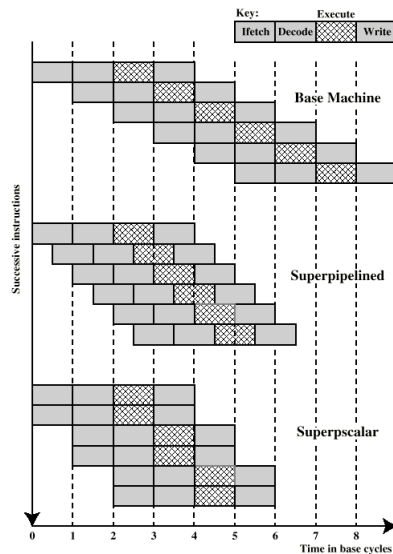 Key: Execute
Ifetch Decode Write
Base Machine
Successive instructions
Superpipelined
Superpscalar
0 1 2 3 4 5 6 7 8
Time in base cycles